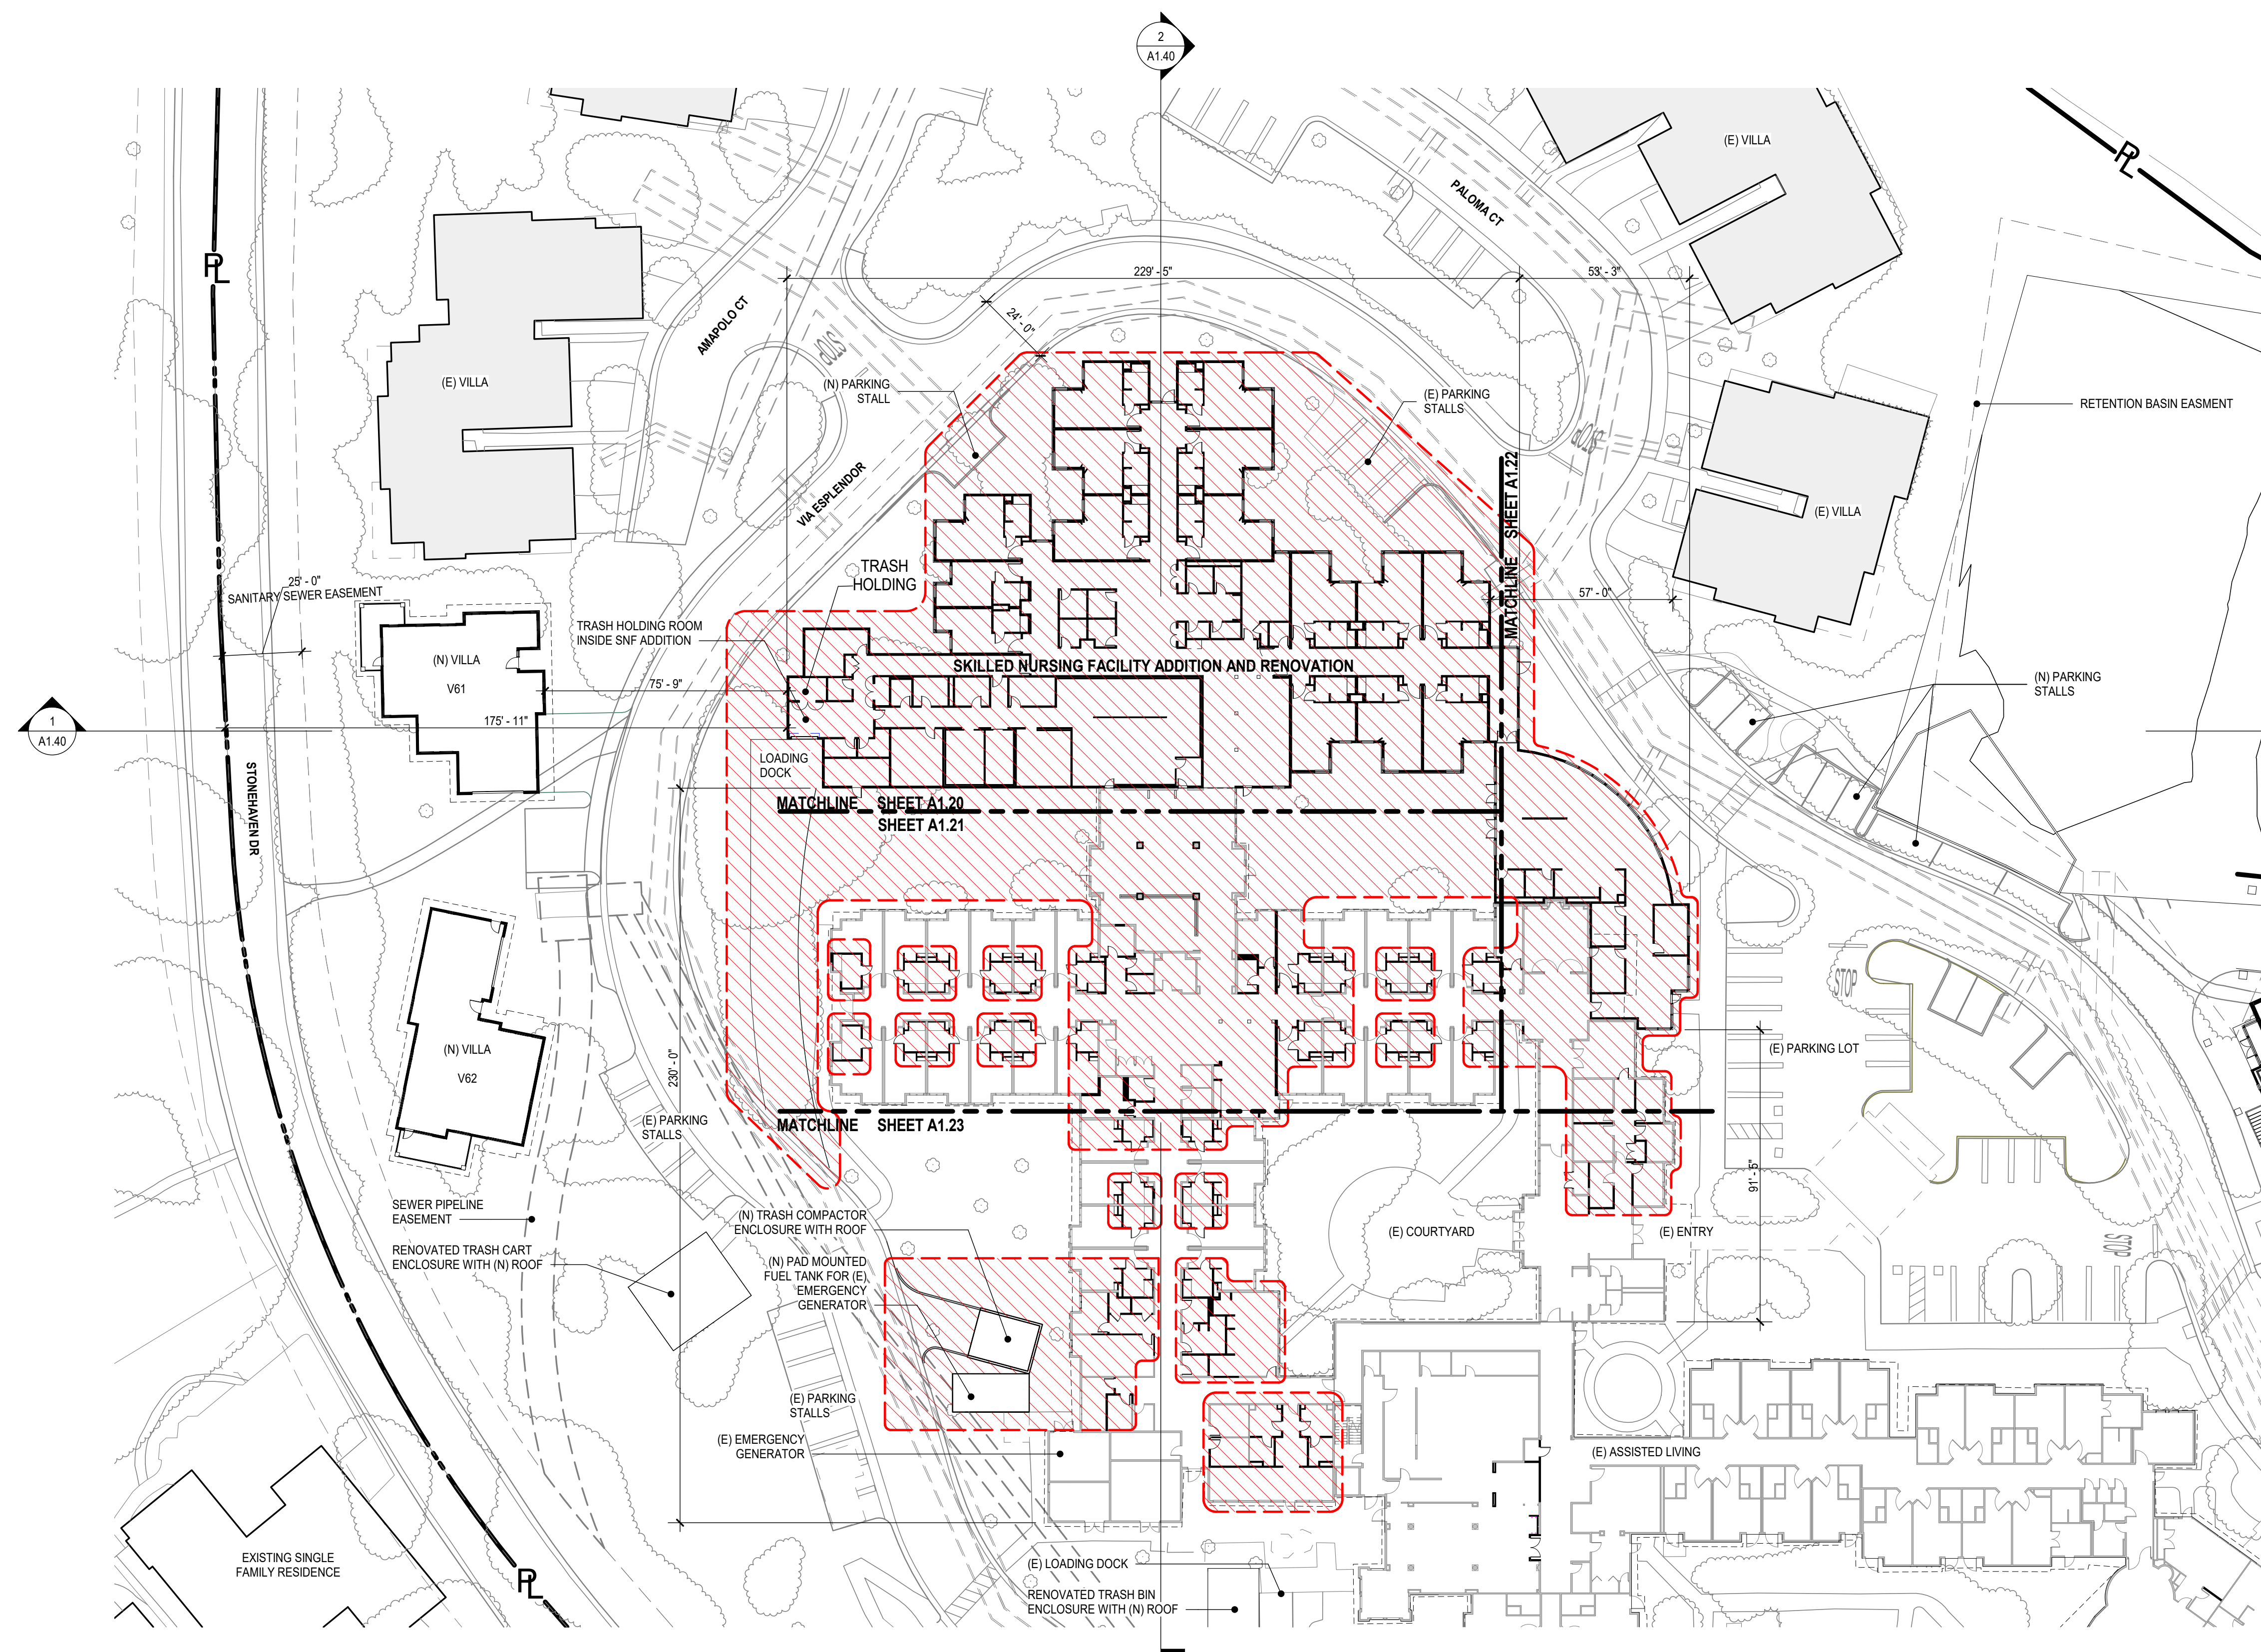 2
A1.40
(E) VILLA
PL
PALOMA CT
PL
229' - 5"
53' - 3"
24' - 0"
AMAPOLO CT
STOP
(E) VILLA
(N) PARKING
STALL
(E) PARKING
STALLS
RETENTION BASIN EASMENT
STOP
VIA ESPLENDOR
MATCHLINE SHEET A1.22
(E) VILLA
TRASH
HOLDING
25' - 0"
SANITARY SEWER EASEMENT
57' - 0"
TRASH HOLDING ROOM
INSIDE SNF ADDITION
(N) VILLA
V61
SKILLED NURSING FACILITY ADDITION AND RENOVATION
75' - 9"
(N) PARKING
STALLS
1
A1.40
175' - 11"
LOADING
DOCK
STONEHAVEN DR
MATCHLINE SHEET A1.20
SHEET A1.21
STOP
(N) VILLA
V62
230' - 0"
(E) PARKING LOT
(E) PARKING
STALLS
MATCHLINE SHEET A1.23
91' - 5"
SEWER PIPELINE
EASEMENT
(N) TRASH COMPACTOR
ENCLOSURE WITH ROOF
(E) COURTYARD
(E) ENTRY
STOP
RENOVATED TRASH CART
ENCLOSURE WITH (N) ROOF
(N) PAD MOUNTED
FUEL TANK FOR (E)
EMERGENCY
GENERATOR
(E) PARKING
STALLS
(E) EMERGENCY
GENERATOR
(E) ASSISTED LIVING
EXISTING SINGLE
FAMILY RESIDENCE
PL
(E) LOADING DOCK
RENOVATED TRASH BIN
ENCLOSURE WITH (N) ROOF